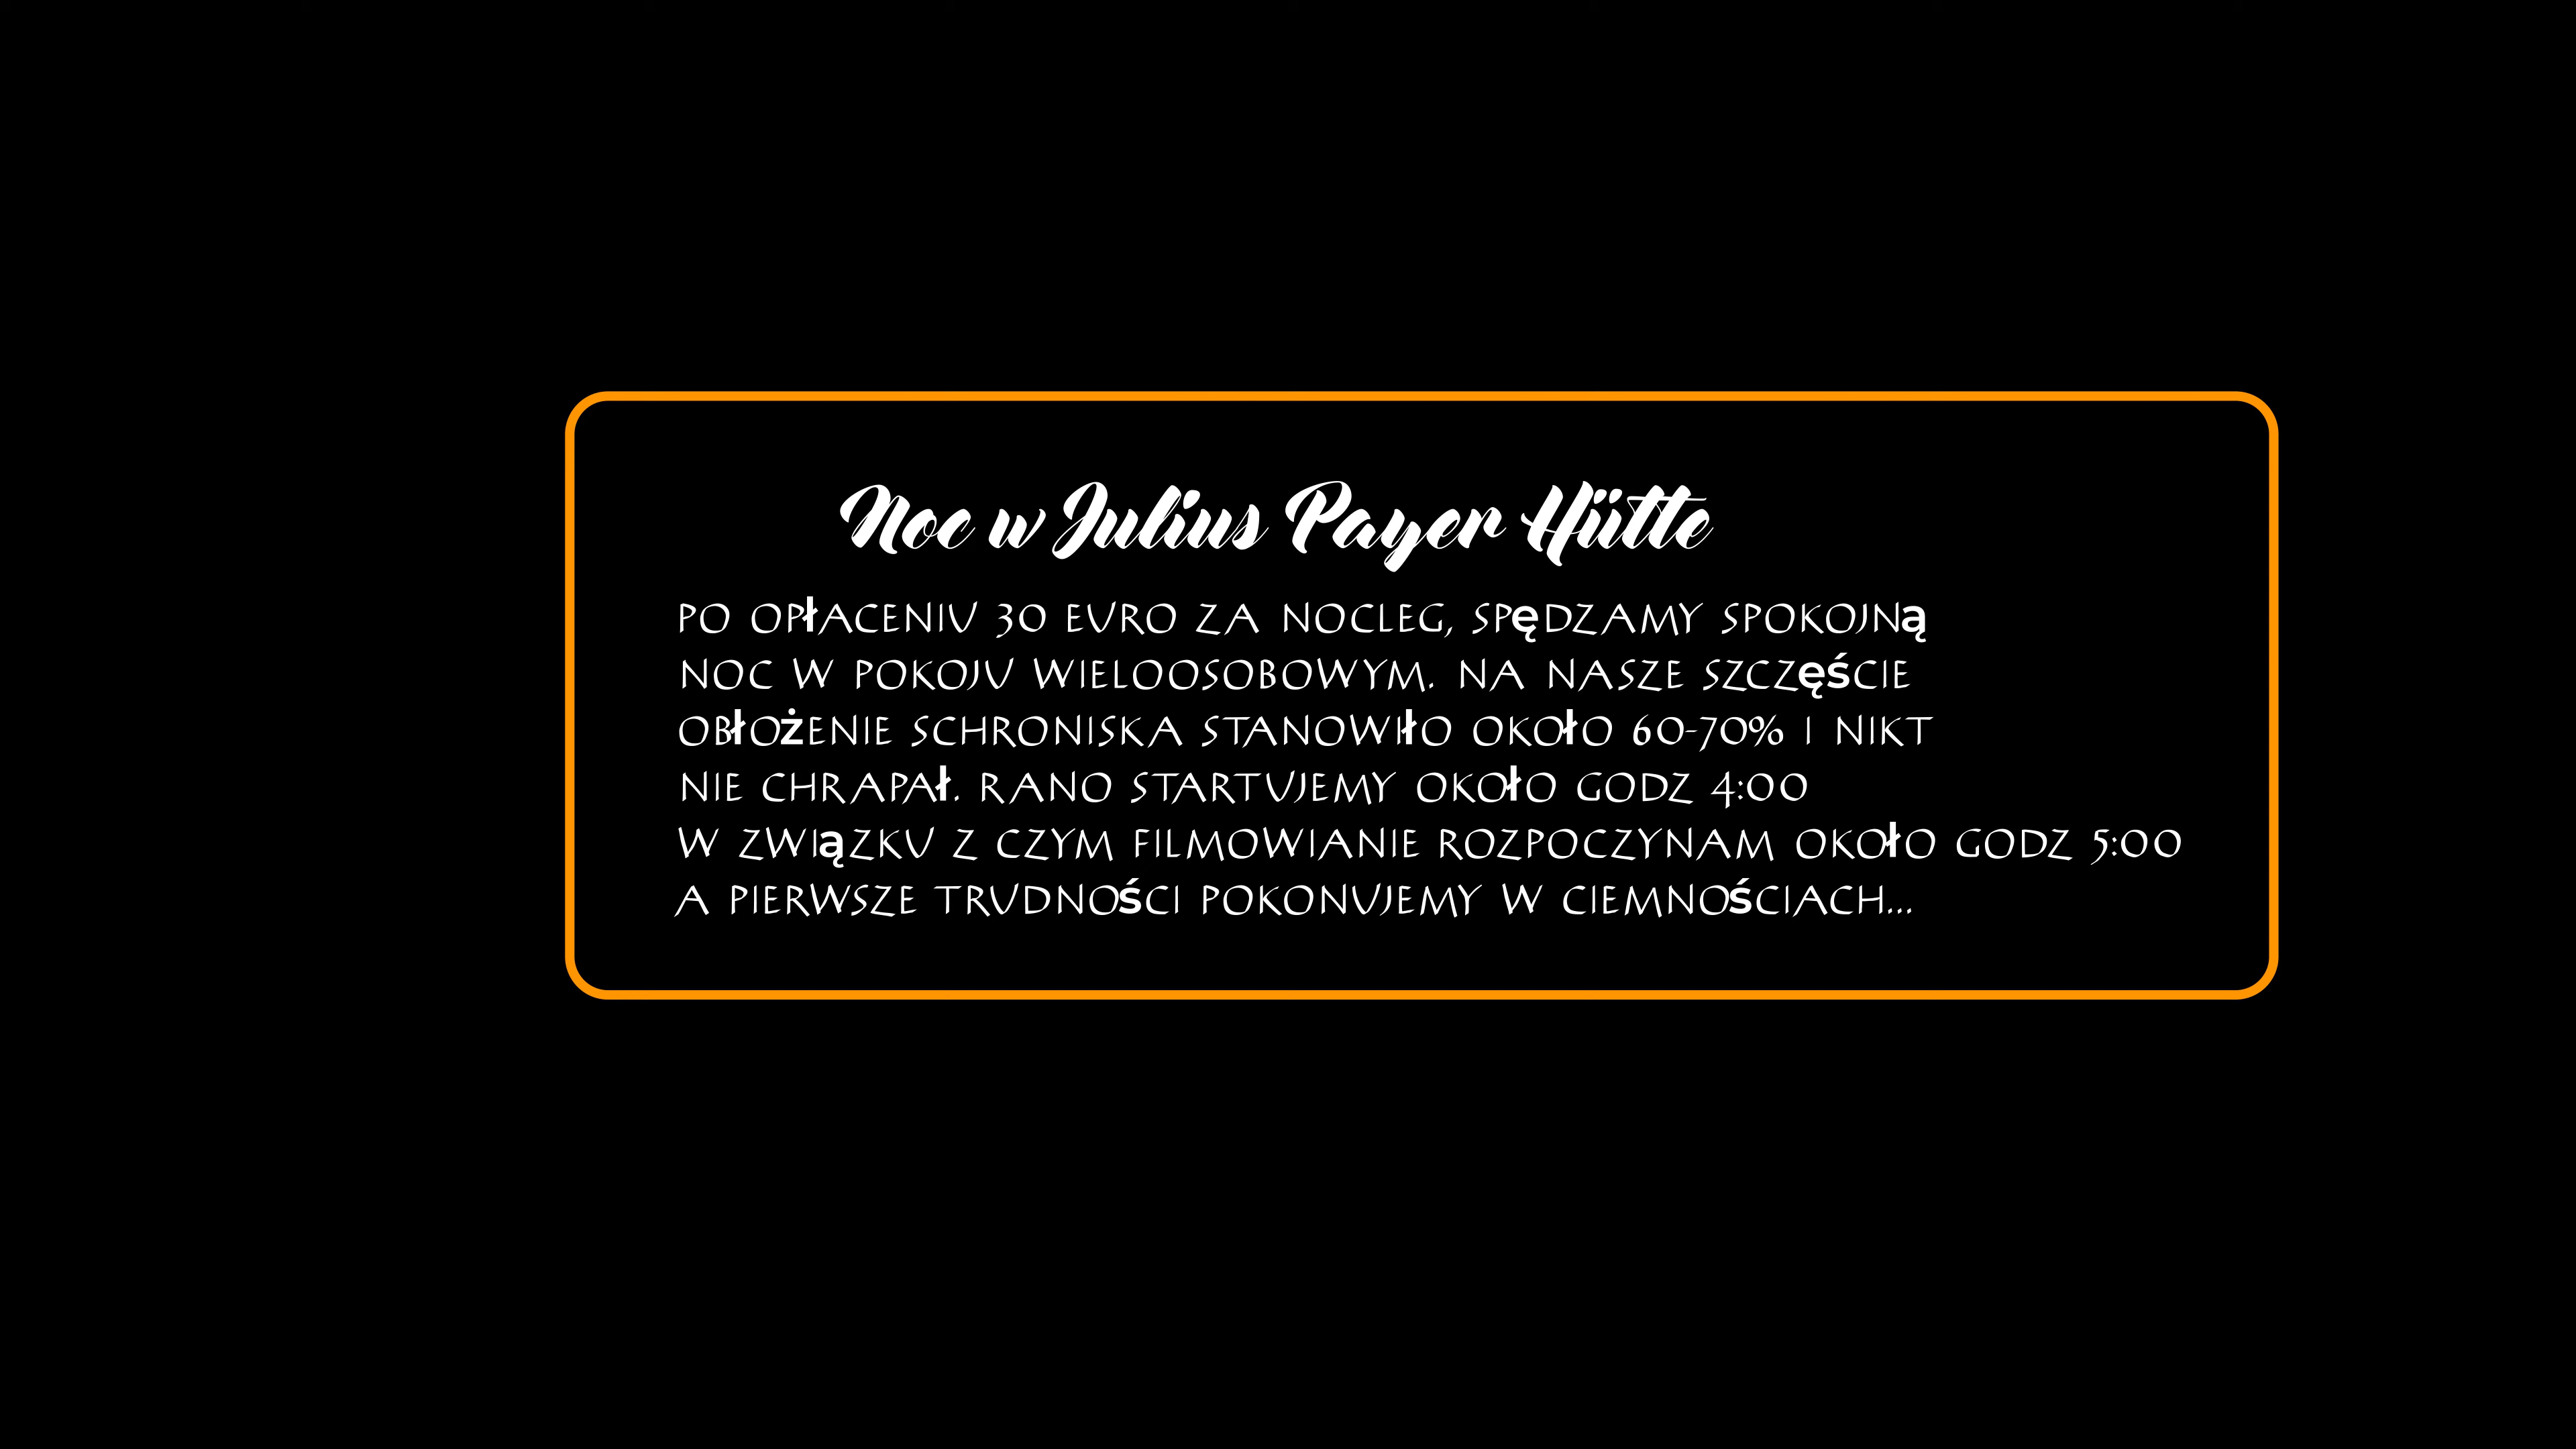 Noc w Julius Payer Hütte
PO OPłACENIU 30 EURO ZA NOCLEG, SPęDZAMY SPOKOJNą
NOC W POKOJU WIELOOSOBOWYM. NA NASZE SZCZęśCIE
OBłOżENIE SCHRONISKA STANOWIłO OKOłO 60-70% I NIKT
NIE CHRAPAł. RANO STARTUJEMY OKOłO GODZ 4:00
W ZWIąZKU Z CZYM FILMOWIANIE ROZPOCZYNAM OKOłO GODZ 5:00
A PIERWSZE TRUDNOśCI POKONUJEMY W CIEMNOśCIACH...